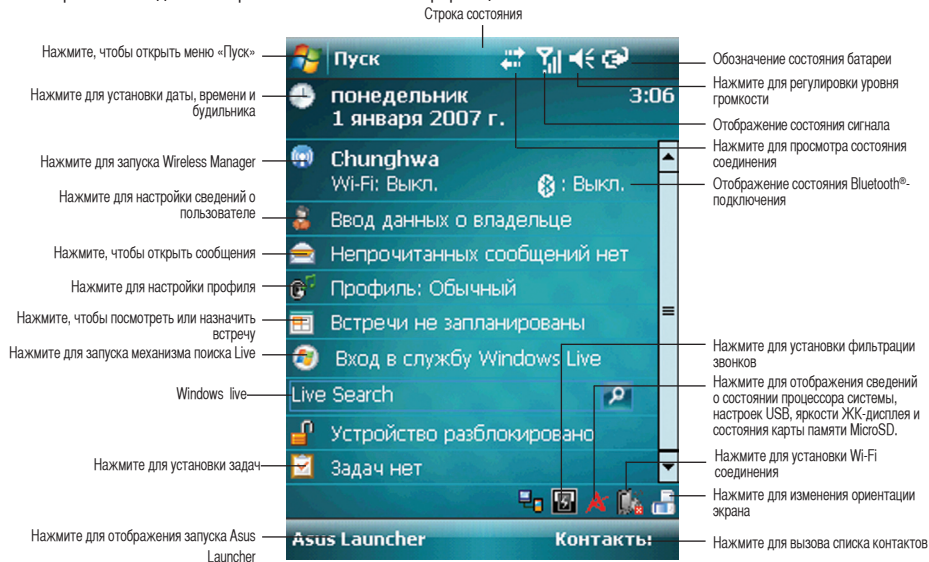 Строка состояния
Нажмите, чтобы открыть меню «Пуск»
Нажмите для установки даты, времени и
будильника
Нажмите для запуска Wireless Manager
Нажмите для настройки сведений о
пользователе
Нажмите, чтобы открыть сообщения
Нажмите для настройки профиля
Нажмите, чтобы посмотреть или назначить
встречу
Нажмите для запуска механизма поиска Live
Windows live
Нажмите для установки задач
Нажмите для отображения запуска Asus
Launcher
Пуск
понедельник
3:06
1 января 2007 г.
Chunghwa
Wi-Fi: Выкл.
: Выкл.
Ввод данных о владельце
Непрочитанных сообщений нет
Профиль: Обычный
Встречи не запланированы
Вход в службу Windows Live
Live Search
Устройство разблокировано
Задач нет
Asus Launcher
Контакты
Обозначение состояния батареи
Нажмите для регулировки уровня
громкости
Отображение состояния сигнала
Нажмите для просмотра состояния
соединения
Отображение состояния Bluetooth®-
подключения
Нажмите для установки фильтрации
звонков
Нажмите для отображения сведений
о состоянии процессора системы,
настроек USB, яркости ЖК-дисплея и
состояния карты памяти MicroSD.
Нажмите для установки Wi-Fi
соединения
Нажмите для изменения ориентации
экрана
Нажмите для вызова списка контактов